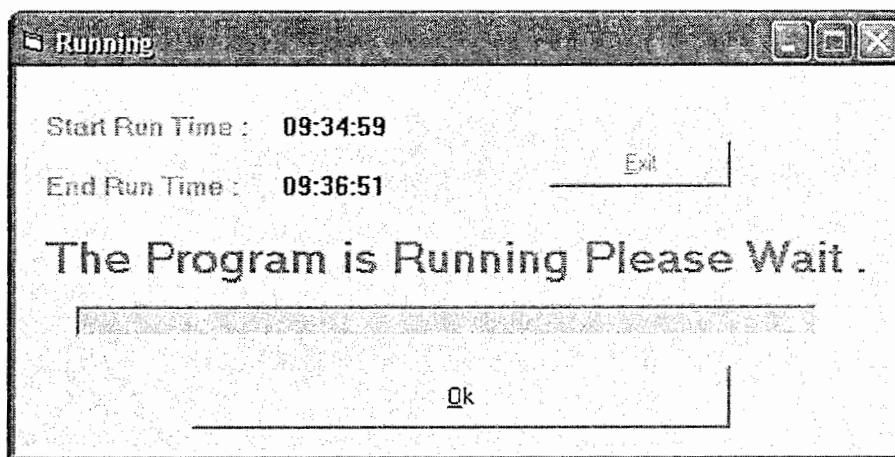 Running
Start Run Time : 09:34:59
Exit
End Run Time : 09:36:51
The Program is Running Please Wait .
Ok